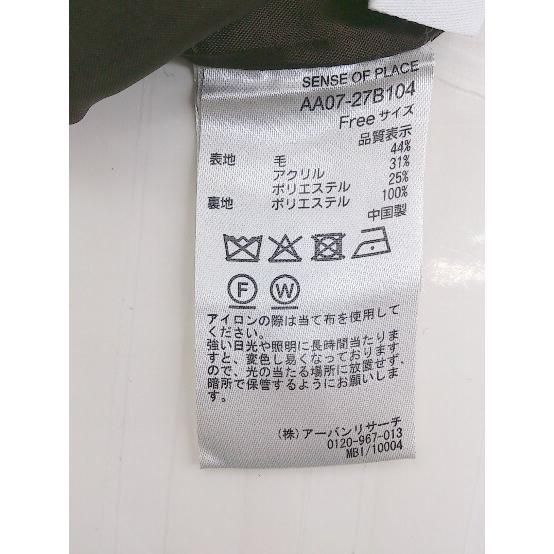 SENSE OF PLACE
AA07-27B104
Free サイズ
品質表示
表地 毛 44%
アクリル 31%
ポリエステル 25%
裏地 ポリエステル 100%
中国製
F W
アイロンの際は当て布を使用して
ください。
強い日光や照明に長時間当たりま
すと、変色し易くなっております
ので、光の当たる場所に放置せず、
暗所で保管するようにお願いしま
す。
(株)アーバンリサーチ
0120-967-013
MBI/10004